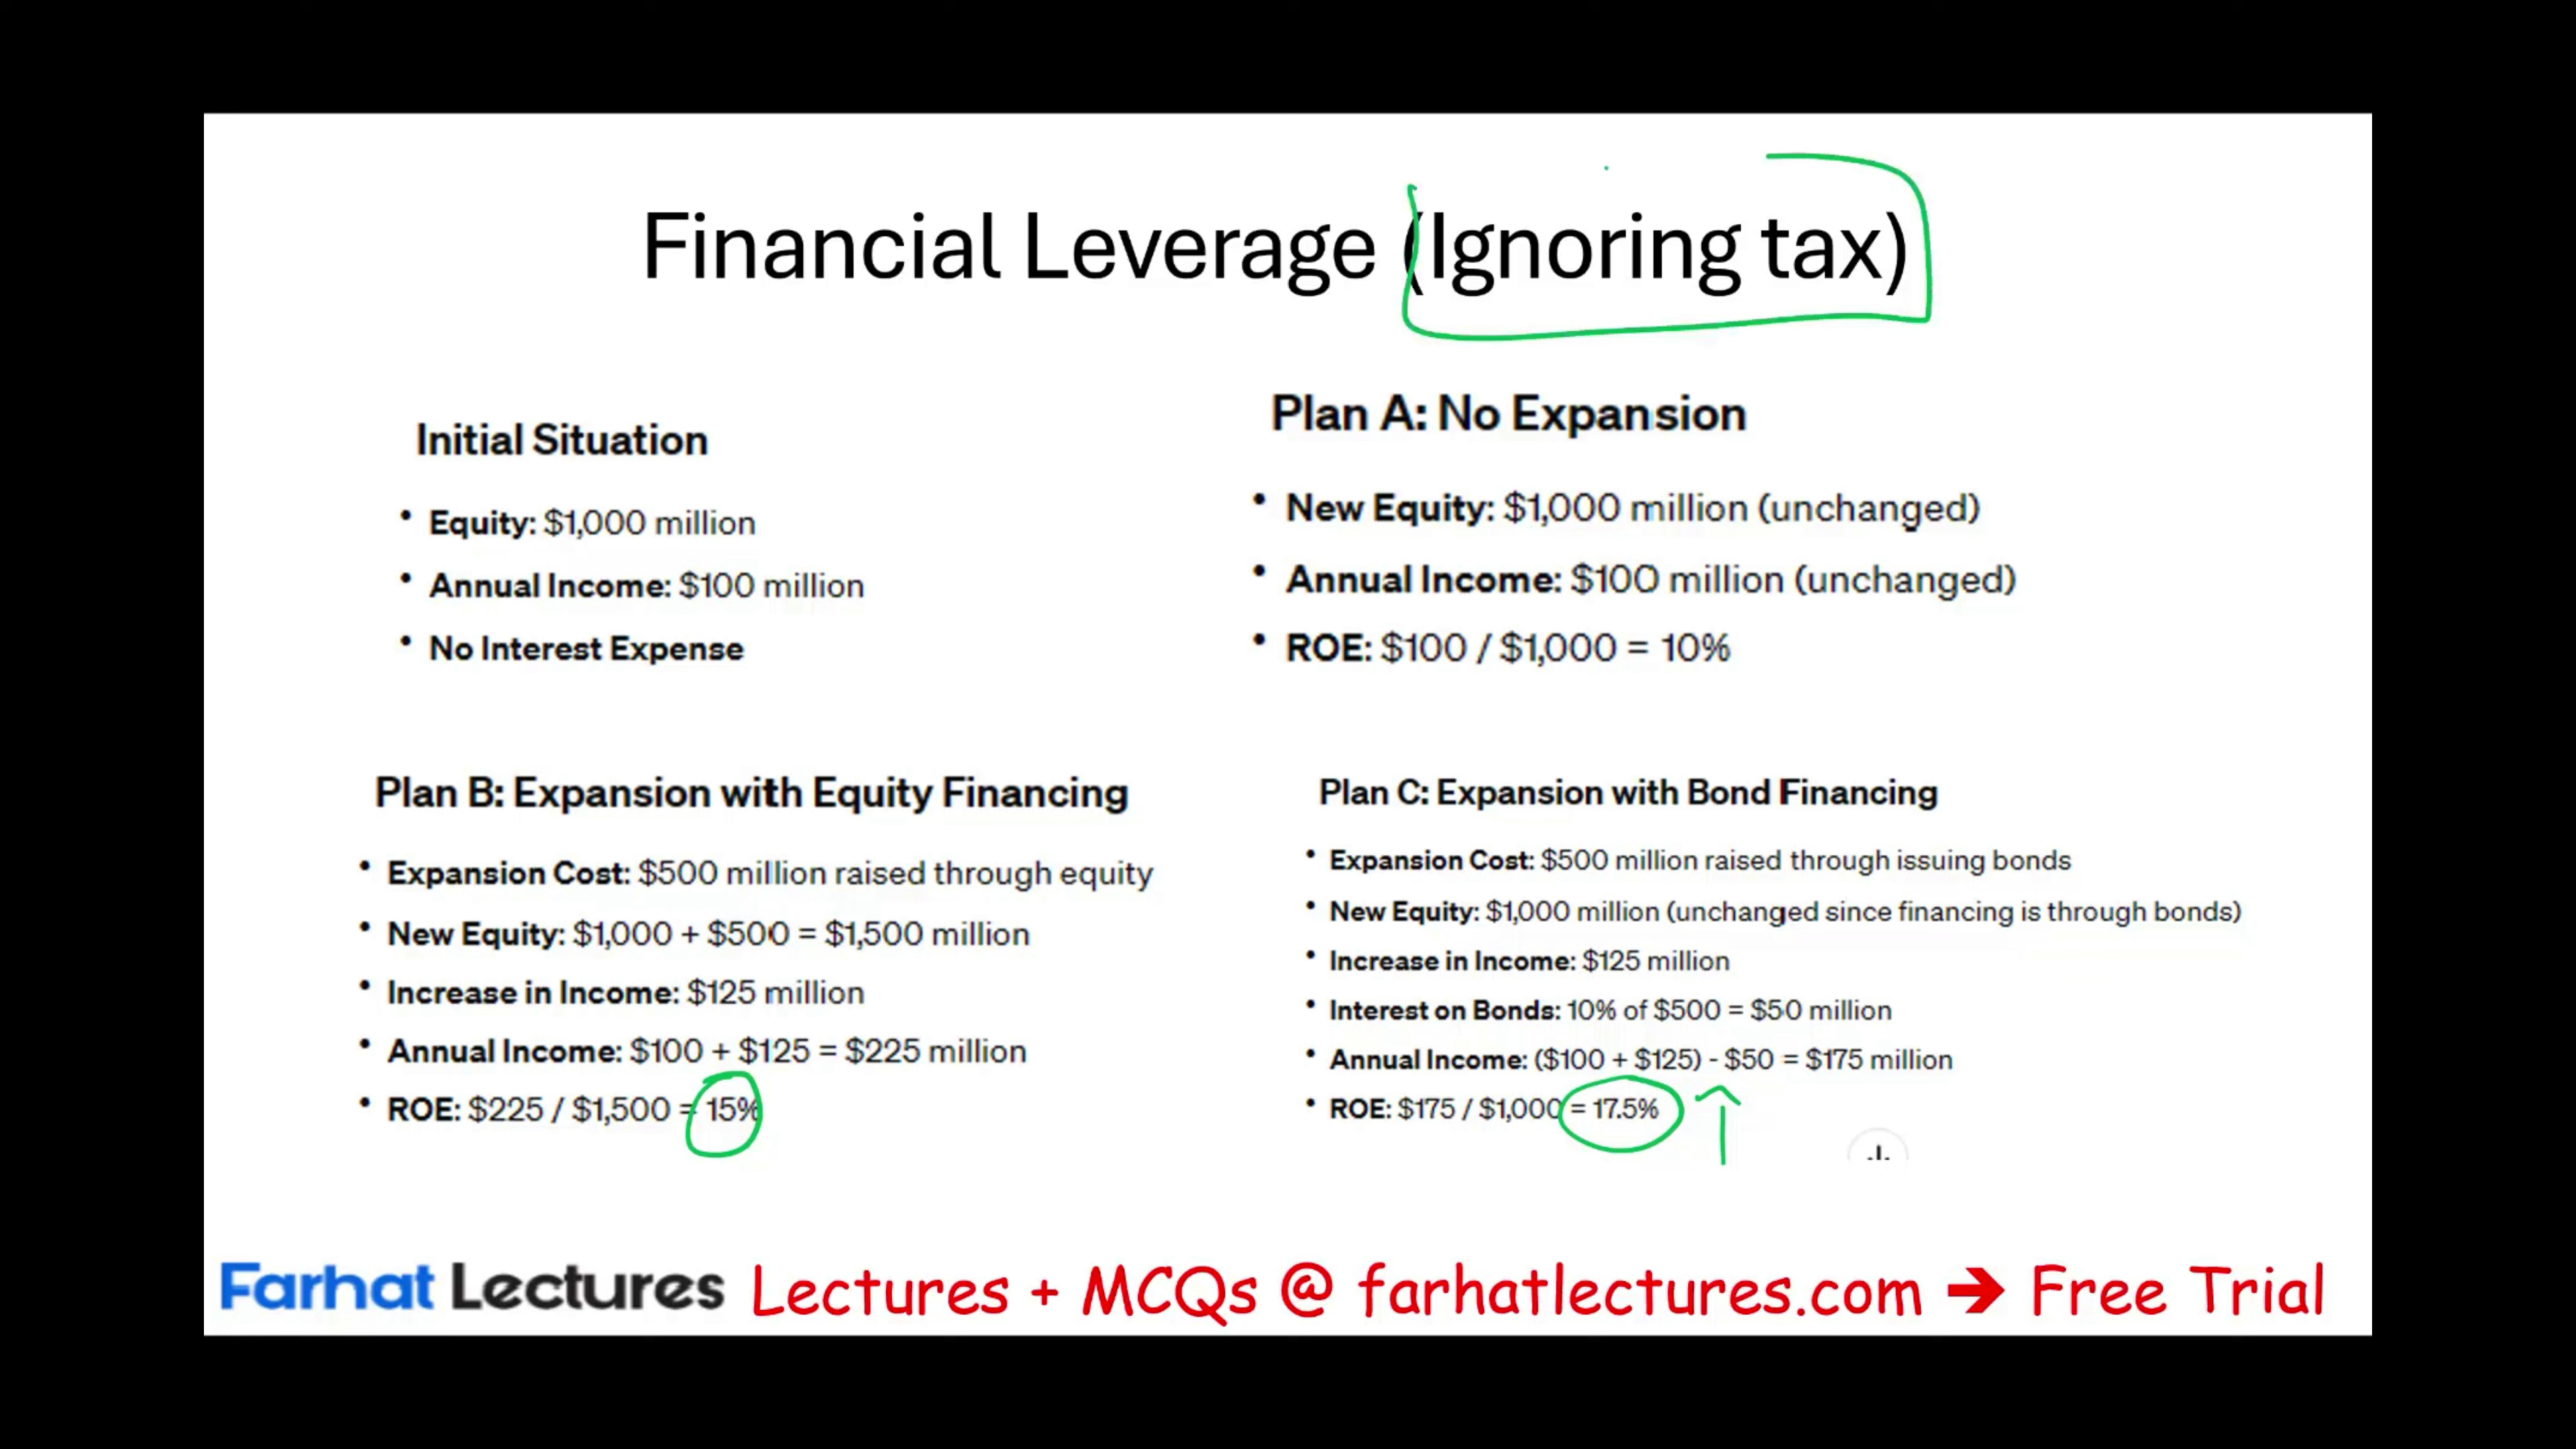 Financial Leverage (Ignoring tax)
Initial Situation
• Equity: $1,000 million
• Annual Income: $100 million
• No Interest Expense
Plan A: No Expansion
• New Equity: $1,000 million (unchanged)
• Annual Income: $100 million (unchanged)
• ROE: $100 / $1,000 = 10%
Plan B: Expansion with Equity Financing
• Expansion Cost: $500 million raised through equity
• New Equity: $1,000 + $500 = $1,500 million
• Increase in Income: $125 million
• Annual Income: $100 + $125 = $225 million
• ROE: $225 / $1,500 = 15%
Plan C: Expansion with Bond Financing
• Expansion Cost: $500 million raised through issuing bonds
• New Equity: $1,000 million (unchanged since financing is through bonds)
• Increase in Income: $125 million
• Interest on Bonds: 10% of $500 = $50 million
• Annual Income: ($100 + $125) - $50 = $175 million
• ROE: $175 / $1,000 = 17.5%
Farhat Lectures Lectures + MCQs @ farhatlectures.com ➔ Free Trial